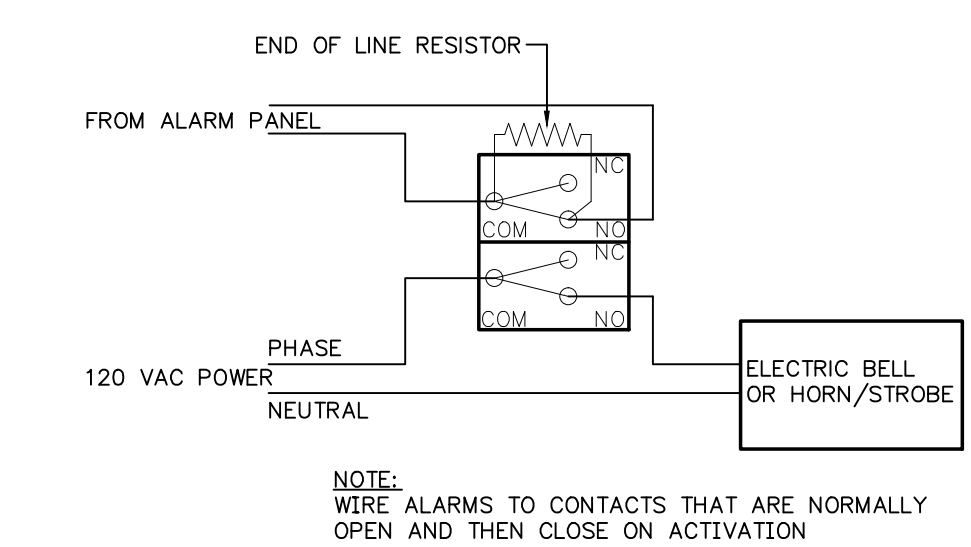 END OF LINE RESISTOR
FROM ALARM PANEL
NC
COM NO
NC
COM NO
PHASE
120 VAC POWER
NEUTRAL
ELECTRIC BELL
OR HORN/STROBE
NOTE:
WIRE ALARMS TO CONTACTS THAT ARE NORMALLY
OPEN AND THEN CLOSE ON ACTIVATION